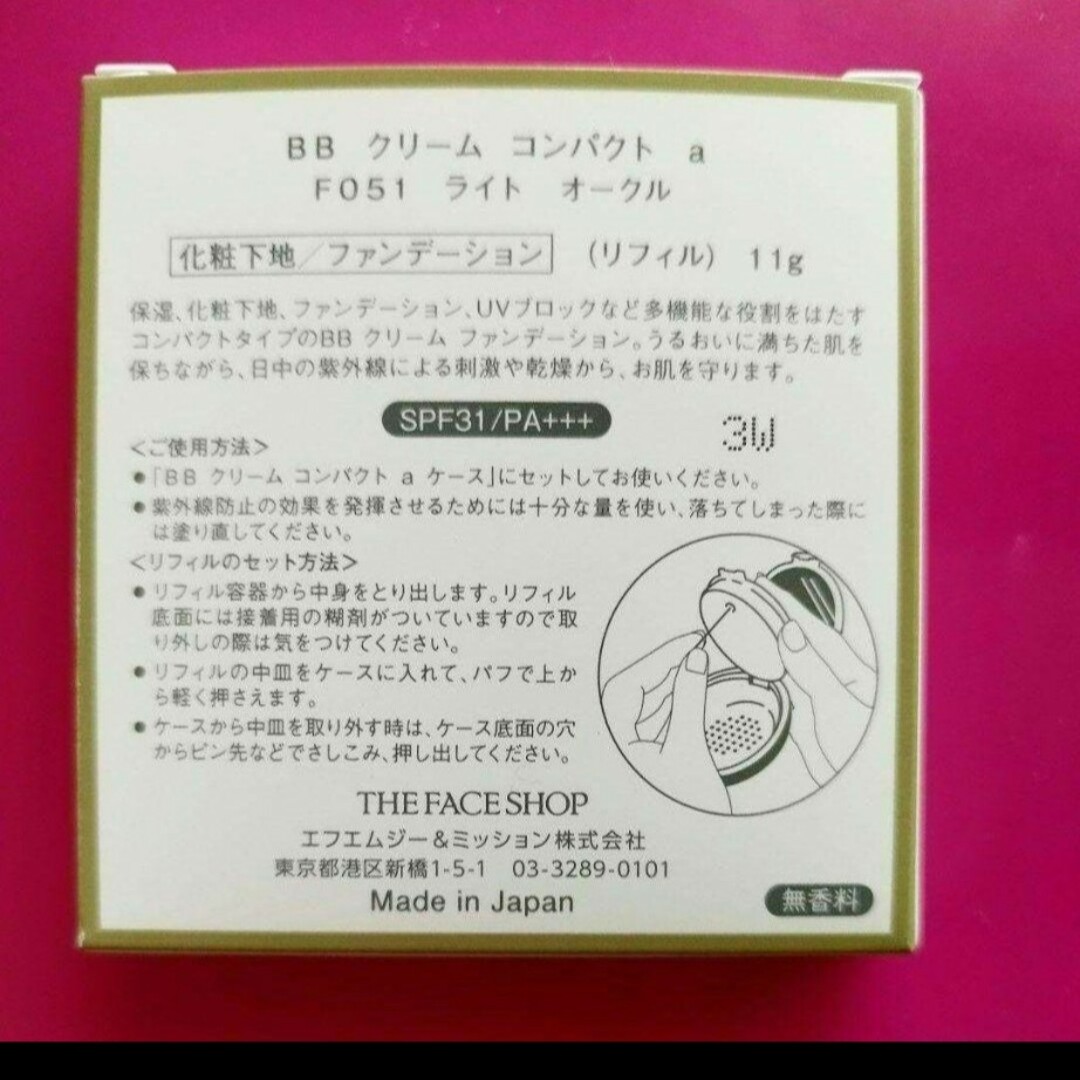 BB クリーム コンパクト a
F051 ライト オークル
化粧下地/ファンデーション (リフィル) 11g
保湿、化粧下地、ファンデーション、UVブロックなど多機能な役割をはたす
コンパクトタイプのBB クリーム ファンデーション。うるおいに満ちた肌を
保ちながら、日中の紫外線による刺激や乾燥から、お肌を守ります。
SPF31/PA+++
3W
<ご使用方法>
●「BB クリーム コンパクト a ケース」にセットしてお使いください。
●紫外線防止の効果を発揮させるためには十分な量を使い、落ちてしまった際に
は塗り直してください。
<リフィルのセット方法>
●リフィル容器から中身をとり出します。リフィル
底面には接着用の糊剤がついていますので取
り外しの際は気をつけてください。
●リフィルの中皿をケースに入れて、パフで上か
ら軽く押さえます。
●ケースから中皿を取り外す時は、ケース底面の穴
からピン先などでさしこみ、押し出してください。
THE FACE SHOP
エフエムジー&ミッション株式会社
東京都港区新橋1-5-1 03-3289-0101
Made in Japan
無香料